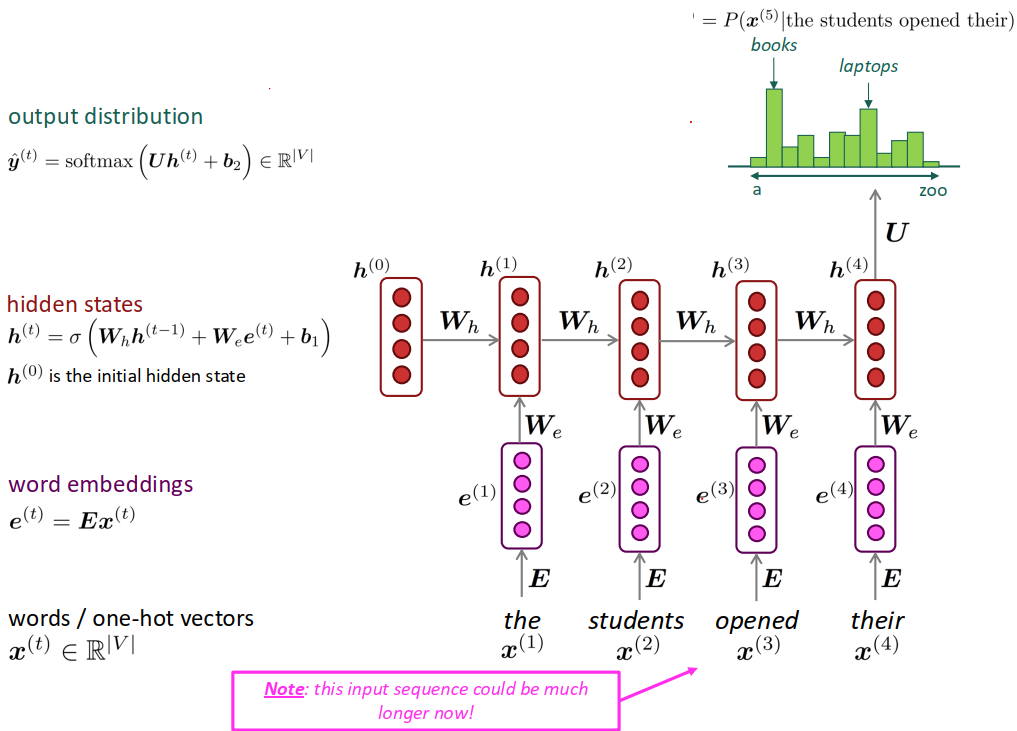 = P(x^(5)|the students opened their)
books
laptops
output distribution
ŷ^(t) = softmax(Uh^(t) + b₂) ∈ ℝ^|V|
a zoo
U
h^(0) h^(1) h^(2) h^(3) h^(4)
hidden states
W_h W_h W_h W_h
h^(t) = σ(W_h h^(t−1) + W_e e^(t) + b₁)
h^(0) is the initial hidden state
W_e W_e W_e W_e
word embeddings
e^(1) e^(2) e^(3) e^(4)
e^(t) = Ex^(t)
E E E E
words / one-hot vectors the students opened their
x^(t) ∈ ℝ^|V| x^(1) x^(2) x^(3) x^(4)
Note: this input sequence could be much
longer now!